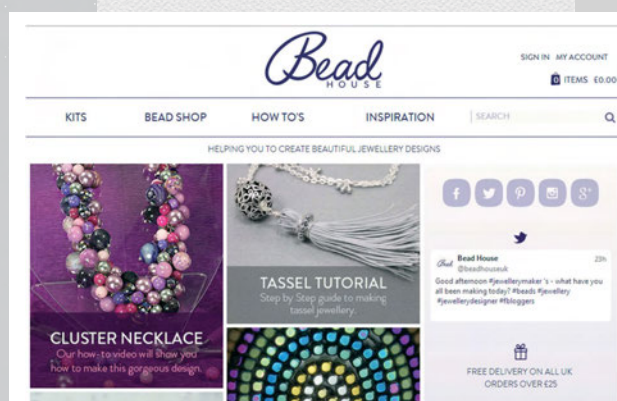 Bead
HOUSE
SIGN IN MY ACCOUNT
0 ITEMS £0.00
KITS BEAD SHOP HOW TO'S INSPIRATION SEARCH
HELPING YOU TO CREATE BEAUTIFUL JEWELLERY DESIGNS
CLUSTER NECKLACE
Our how-to video will show you
how to make this gorgeous design.
TASSEL TUTORIAL
Step by Step guide to making
tassel jewellery.
f g+
Bead Bead House 23h
@beadhouseuk
Good afternoon #jewellerymaker 's - what have you
all been making today? #beads #jewellery
#jewellerydesigner #fbloggers
FREE DELIVERY ON ALL UK
ORDERS OVER £25